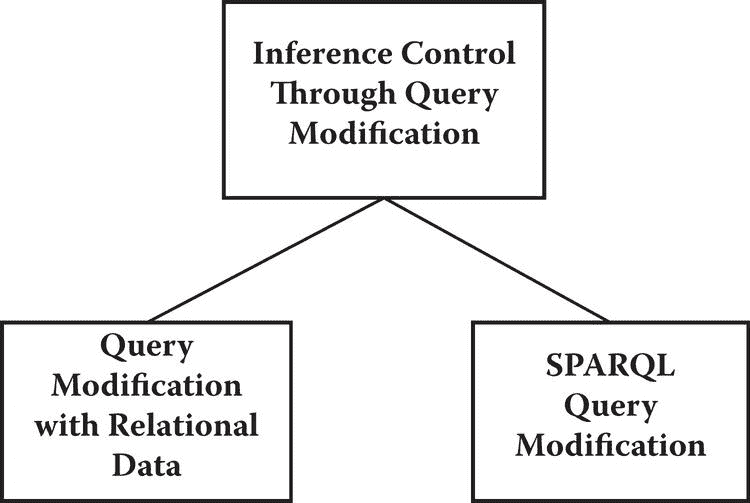 Inference Control
Through Query
Modification
Query
Modification
with Relational
Data
SPARQL
Query
Modification